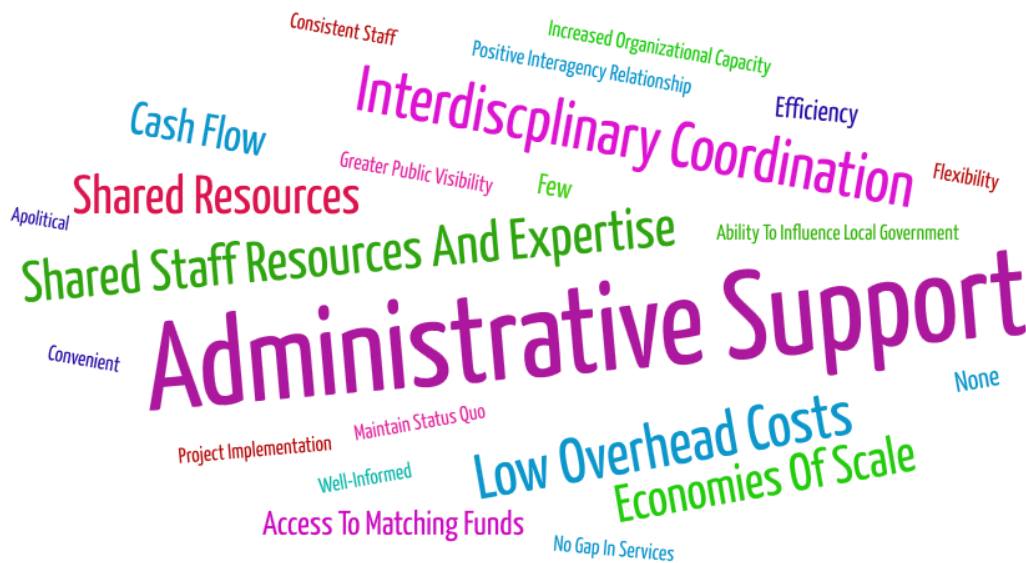 Consistent Staff
Increased Organizational Capacity
Positive Interagency Relationship
Interdiscplinary Coordination
Efficiency
Cash Flow
Greater Public Visibility
Few
Flexibility
Shared Resources
Apolitical
Shared Staff Resources And Expertise
Ability To Influence Local Government
Administrative Support
Convenient
None
Maintain Status Quo
Project Implementation
Low Overhead Costs
Well-Informed
Economies Of Scale
Access To Matching Funds
No Gap In Services